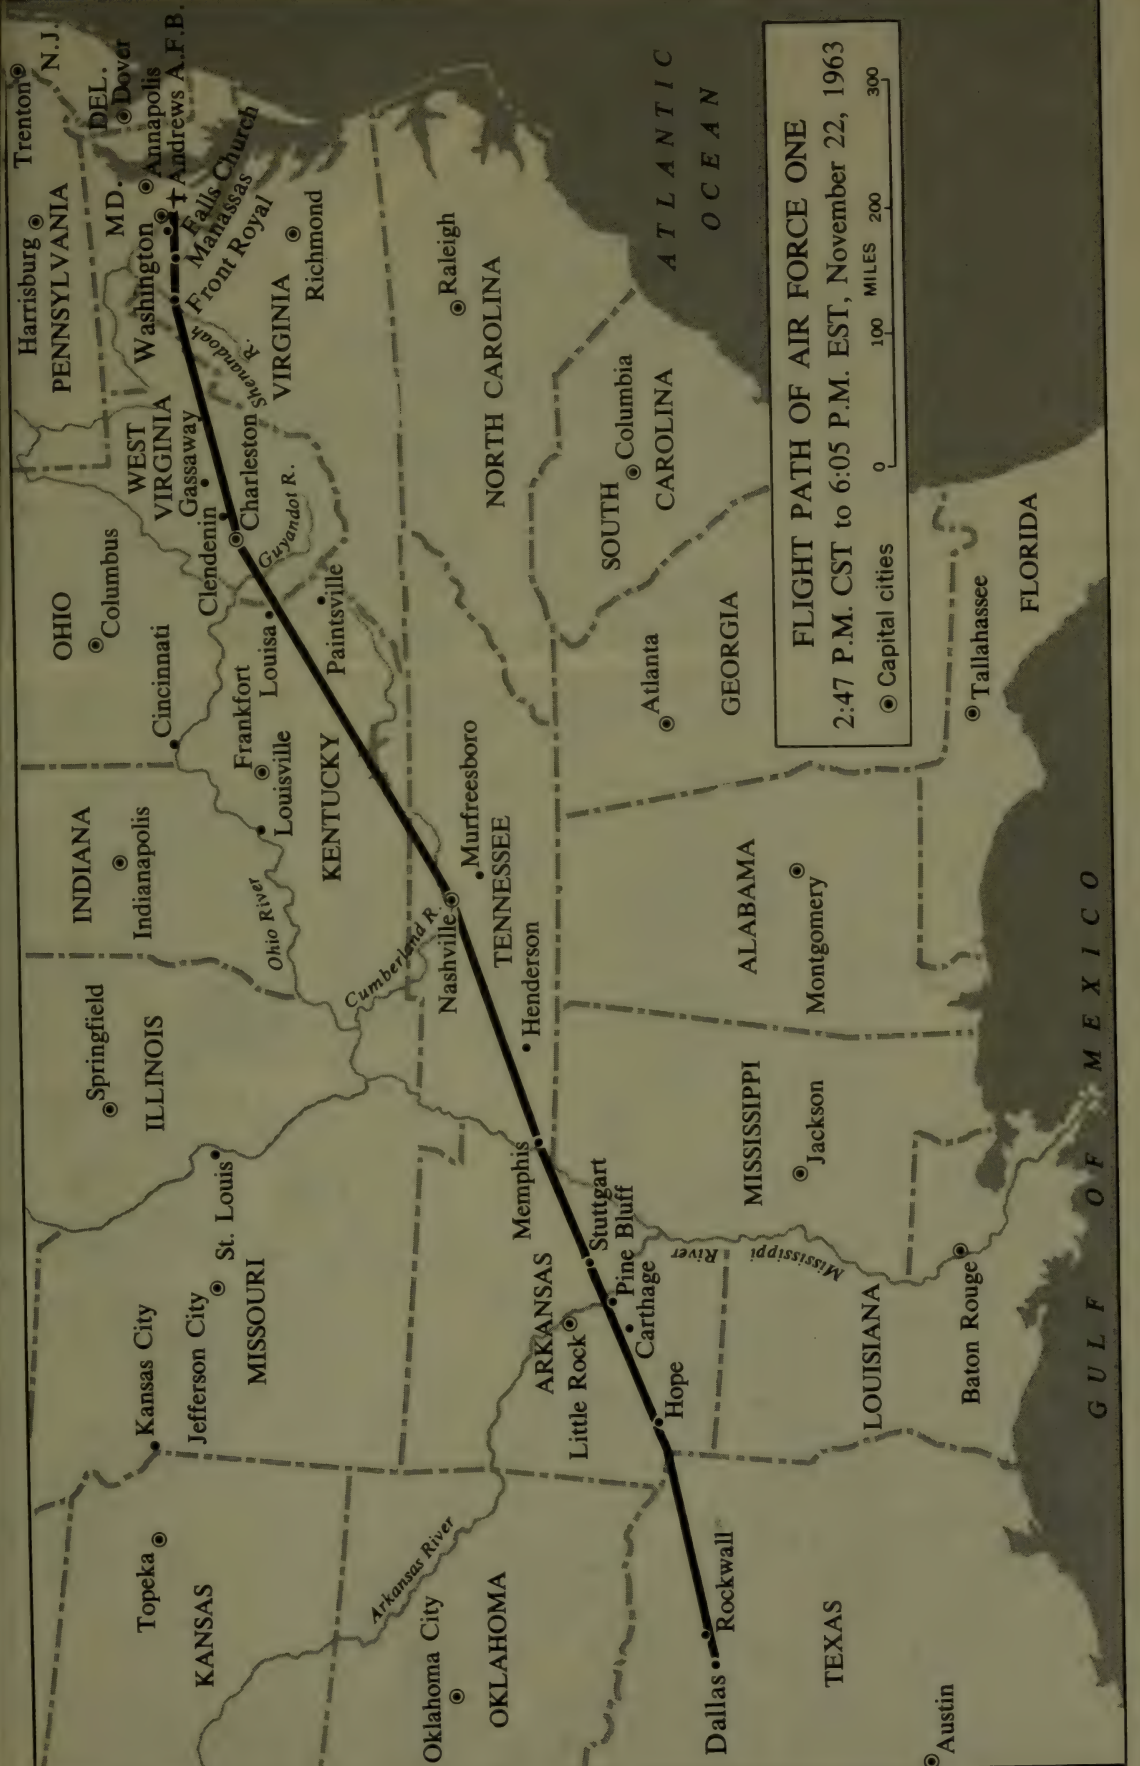 Trenton
N.J.
Harrisburg
PENNSYLVANIA
DEL.
Dover
MD.
Annapolis
Washington
Andrews A.F.B.
Falls Church
Manassas
Front Royal
Shenandoah R.
VIRGINIA
Richmond
WEST
VIRGINIA
Gassaway
Clendenin
Charleston
Guyandot R.
OHIO
Columbus
Cincinnati
Louisa
Paintsville
Frankfort
Louisville
KENTUCKY
INDIANA
Indianapolis
Ohio River
Cumberland R.
Springfield
ILLINOIS
St. Louis
Jefferson City
MISSOURI
Kansas City
Topeka
KANSAS
Arkansas River
Oklahoma City
OKLAHOMA
Raleigh
NORTH CAROLINA
SOUTH
CAROLINA
Columbia
Nashville
Murfreesboro
TENNESSEE
Henderson
Memphis
Stuttgart
Pine Bluff
Carthage
ARKANSAS
Little Rock
Hope
Rockwall
Dallas
TEXAS
Austin
Atlanta
GEORGIA
ALABAMA
Montgomery
MISSISSIPPI
Jackson
Mississippi River
LOUISIANA
Baton Rouge
Tallahassee
FLORIDA
ATLANTIC
OCEAN
GULF OF MEXICO
FLIGHT PATH OF AIR FORCE ONE
2:47 P.M. CST to 6:05 P.M. EST, November 22, 1963
Capital cities
0 100 MILES 200 300